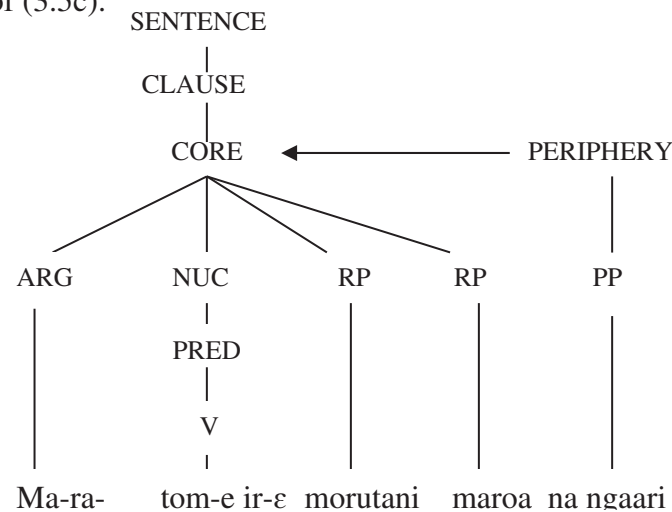 of (3.5c).
SENTENCE
CLAUSE
CORE PERIPHERY
ARG NUC RP RP PP
PRED
V
Ma-ra- tom-e ir-ɛ morutani maroa na ngaari